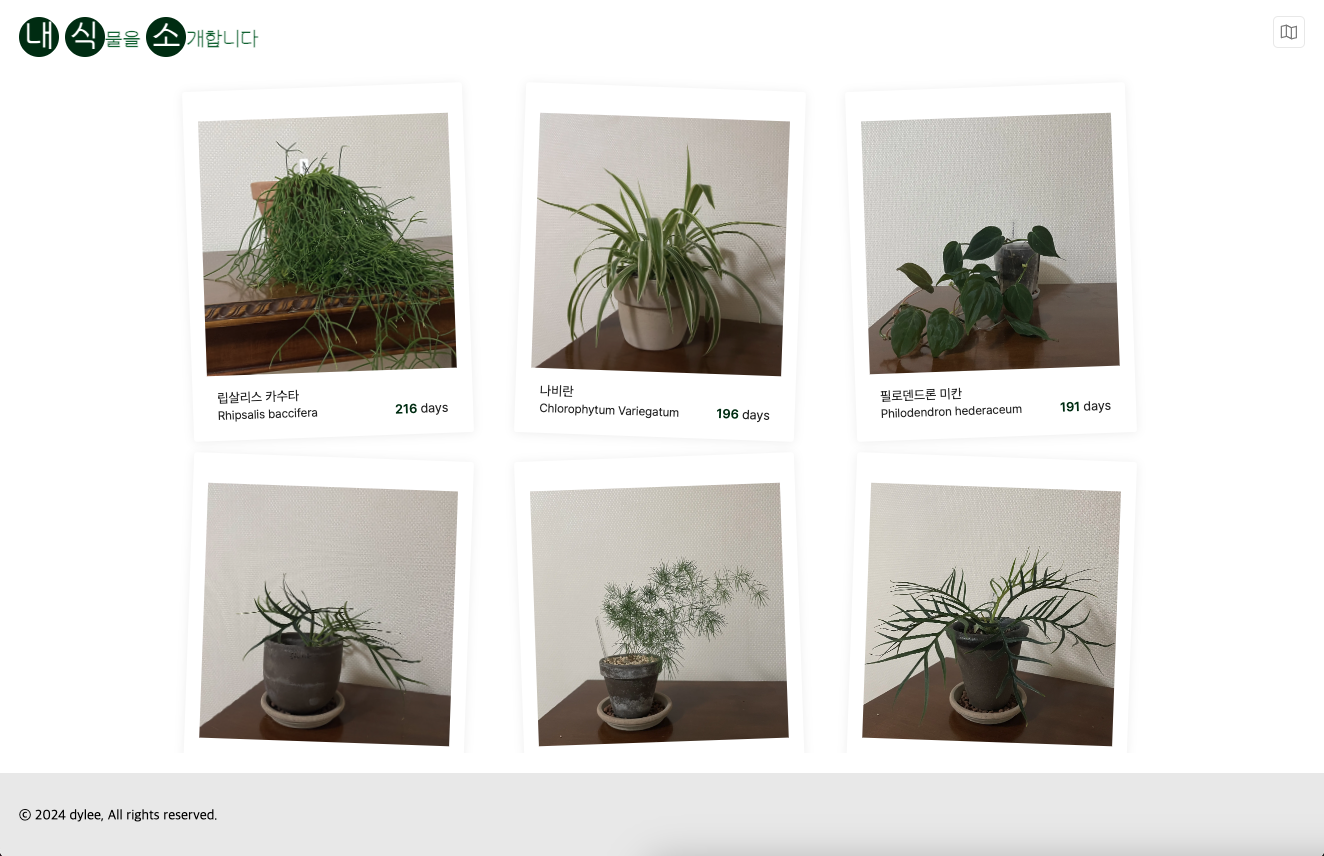 내 식물을 소개합니다
립살리스 카수타
Rhipsalis baccifera
216 days
나비란
Chlorophytum Variegatum
196 days
필로덴드론 미칸
Philodendron hederaceum
191 days
© 2024 dylee, All rights reserved.